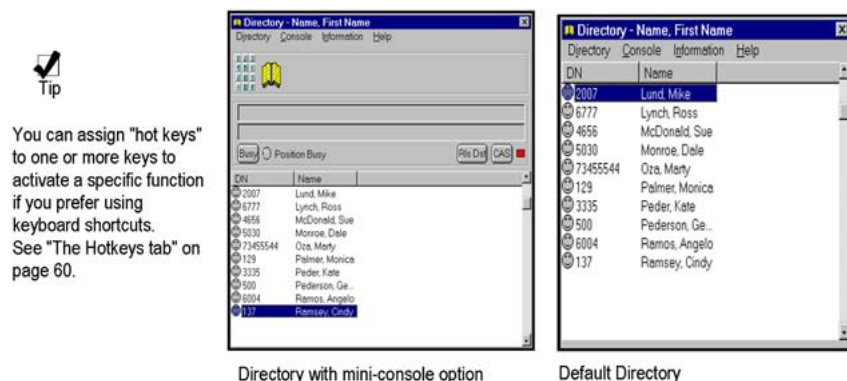 Tip
You can assign "hot keys"
to one or more keys to
activate a specific function
if you prefer using
keyboard shortcuts.
See "The Hotkeys tab" on
page 60.
Directory - Name, First Name
Directory Console Information Help
Busy Position Busy Rls Dst CAS
DN Name
2007 Lund, Mike
6777 Lynch, Ross
4656 McDonald, Sue
5030 Monroe, Dale
73455544 Oza, Marty
129 Palmer, Monica
3335 Peder, Kate
500 Pederson, Ge...
6004 Ramos, Angelo
137 Ramsey, Cindy
Directory with mini-console option
Directory - Name, First Name
Directory Console Information Help
DN Name
2007 Lund, Mike
6777 Lynch, Ross
4656 McDonald, Sue
5030 Monroe, Dale
73455544 Oza, Marty
129 Palmer, Monica
3335 Peder, Kate
500 Pederson, Ge...
6004 Ramos, Angelo
137 Ramsey, Cindy
Default Directory